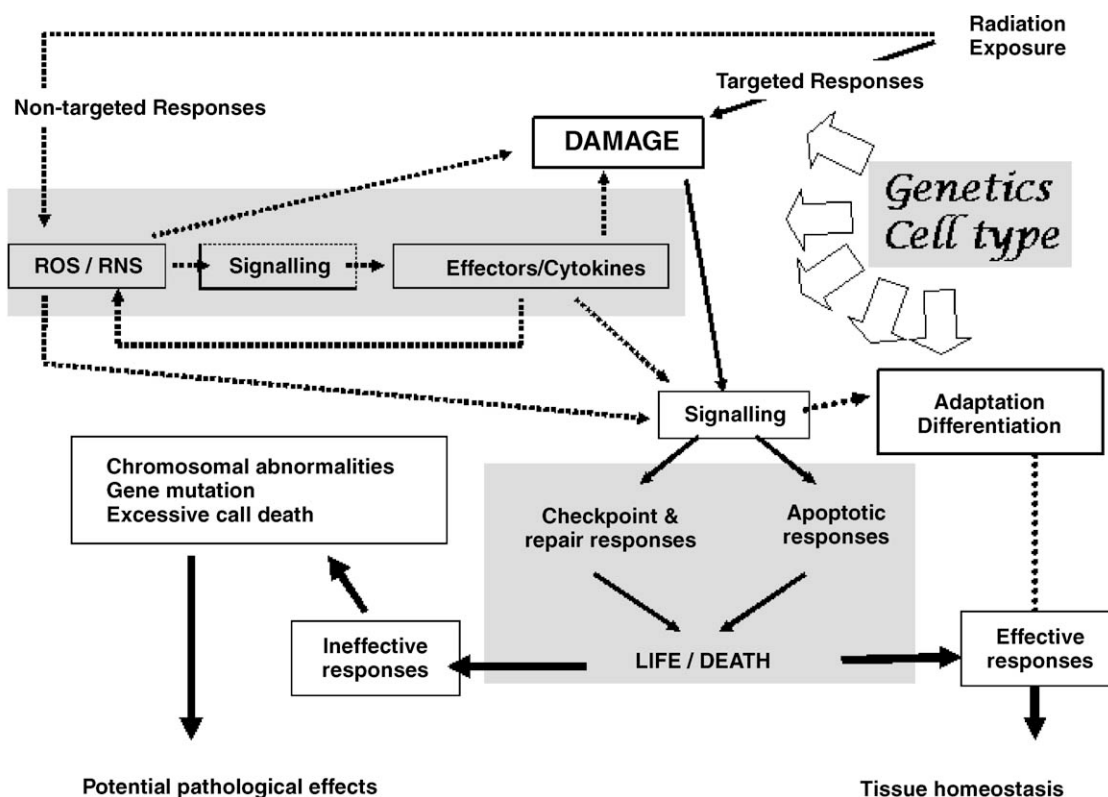 Radiation
Exposure
Targeted Responses
Non-targeted Responses
DAMAGE
Genetics
Cell type
ROS / RNS
Signalling
Effectors/Cytokines
Signalling
Adaptation
Differentiation
Chromosomal abnormalities
Gene mutation
Excessive call death
Checkpoint &
repair responses
Apoptotic
responses
Ineffective
responses
LIFE / DEATH
Effective
responses
Potential pathological effects
Tissue homeostasis